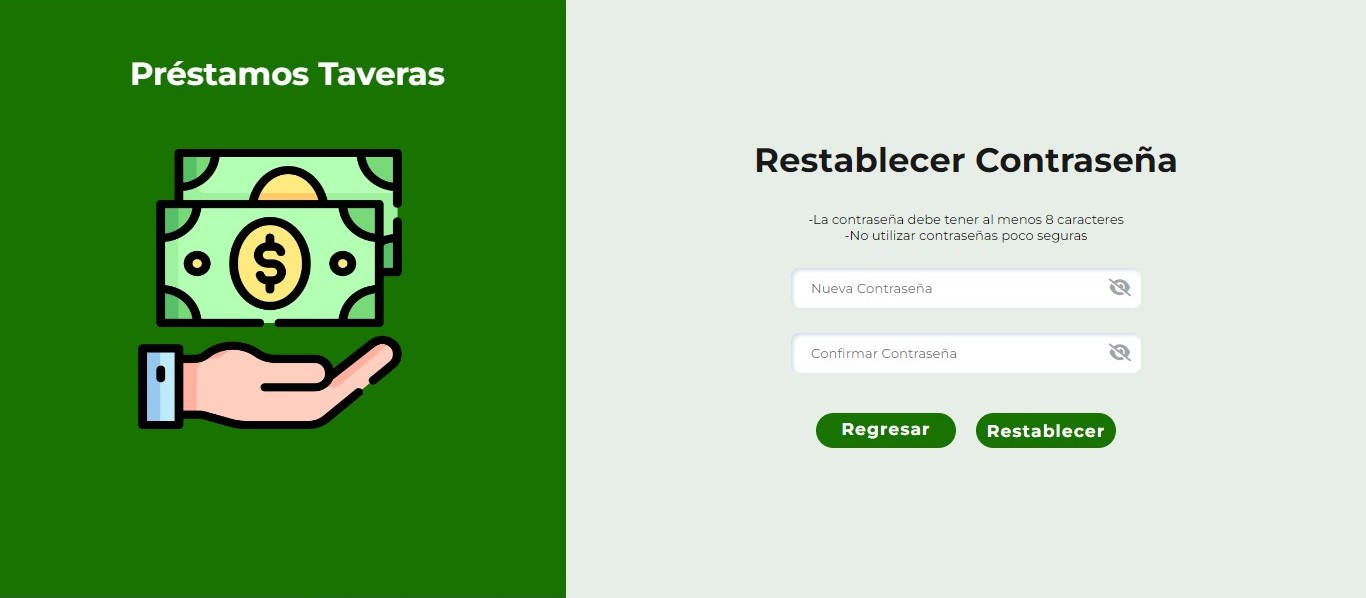 Préstamos Taveras
$
Restablecer Contraseña
-La contraseña debe tener al menos 8 caracteres
-No utilizar contraseñas poco seguras
Nueva Contraseña
Confirmar Contraseña
Regresar
Restablecer